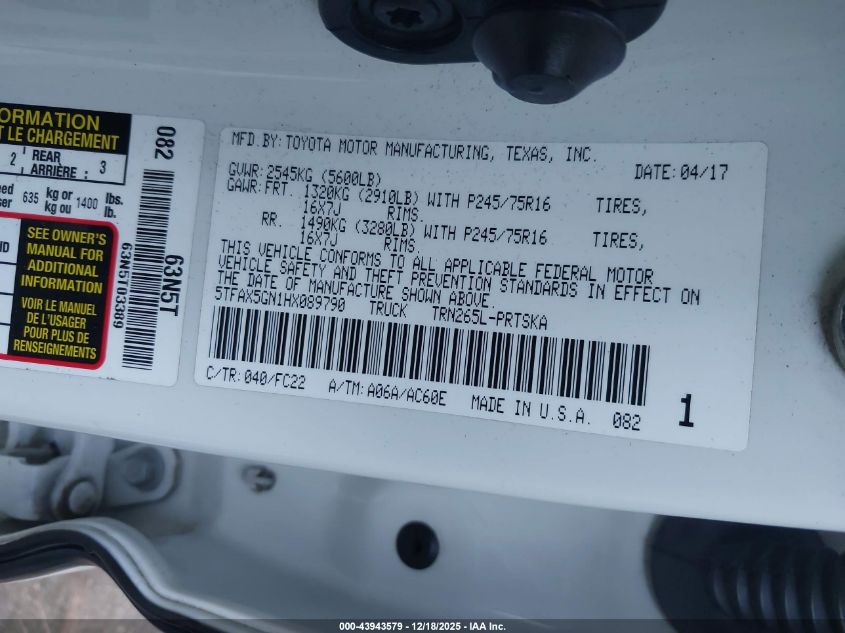 ORMATION
T LE CHARGEMENT
2 REAR ARRIÈRE : 3
635 kg or kg ou 1400 lbs. lb.
SEE OWNER'S
MANUAL FOR
ADDITIONAL
INFORMATION
VOIR LE MANUEL
DE L'USAGER
POUR PLUS DE
RENSEIGNEMENTS
082
63N5T
63N5T03389
MFD.BY:TOYOTA MOTOR MANUFACTURING, TEXAS, INC.
DATE:04/17
GVWR:2545KG (5600LB)
GAWR:FRT. 1320KG (2910LB) WITH P245/75R16 TIRES,
16X7J RIMS.
RR. 1490KG (3280LB) WITH P245/75R16 TIRES,
16X7J RIMS.
THIS VEHICLE CONFORMS TO ALL APPLICABLE FEDERAL MOTOR
VEHICLE SAFETY AND THEFT PREVENTION STANDARDS IN EFFECT ON
THE DATE OF MANUFACTURE SHOWN ABOVE.
5TFAX5GN1HX089790 TRUCK TRN265L-PRTSKA
C/TR:040/FC22 A/TM:A06A/AC60E MADE IN U.S.A. 082 1
000-43943579 - 12/18/2025 - IAA Inc.